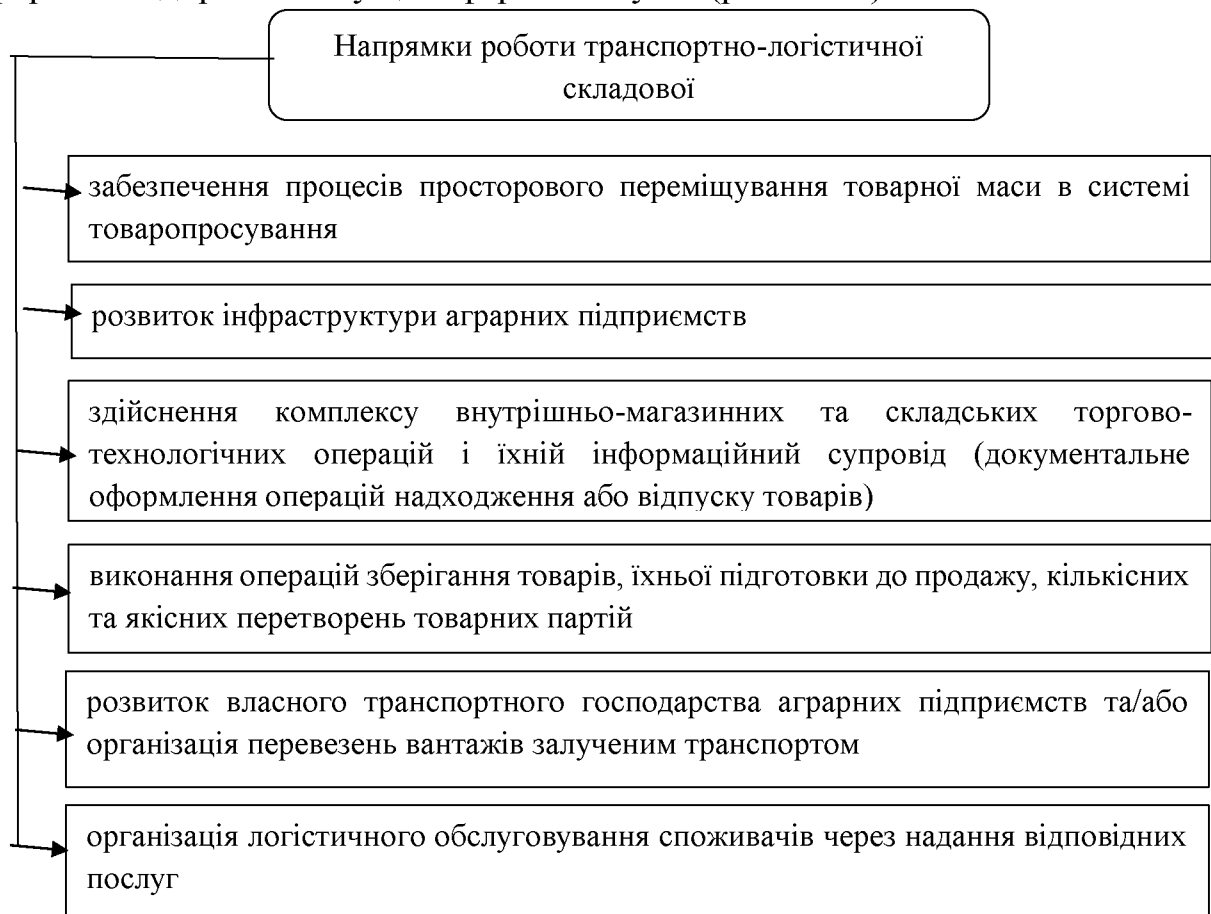 Напрямки роботи транспортно-логістичної
складової
забезпечення процесів просторового переміщування товарної маси в системі
товаропросування
розвиток інфраструктури аграрних підприємств
здійснення комплексу внутрішньо-магазинних та складських торгово-
технологічних операцій і їхній інформаційний супровід (документальне
оформлення операцій надходження або відпуску товарів)
виконання операцій зберігання товарів, їхньої підготовки до продажу, кількісних
та якісних перетворень товарних партій
розвиток власного транспортного господарства аграрних підприємств та/або
організація перевезень вантажів залученим транспортом
організація логістичного обслуговування споживачів через надання відповідних
послуг